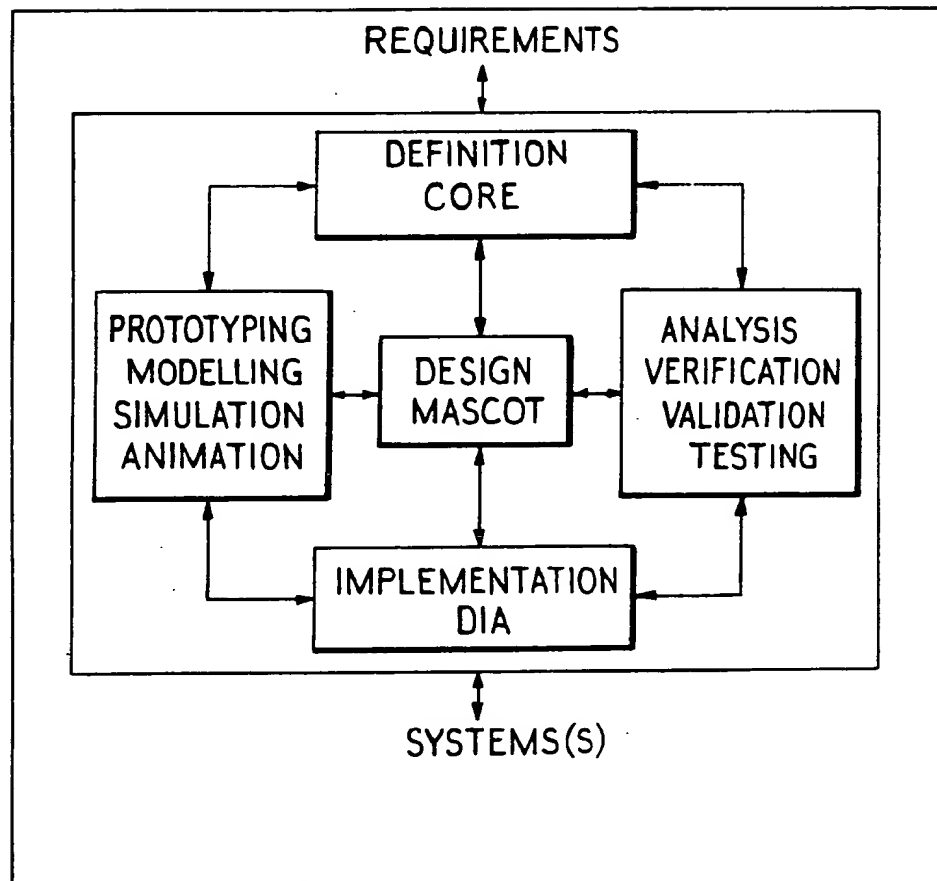 REQUIREMENTS
DEFINITION
CORE
PROTOTYPING
MODELLING
SIMULATION
ANIMATION
DESIGN
MASCOT
ANALYSIS
VERIFICATION
VALIDATION
TESTING
IMPLEMENTATION
DIA
SYSTEMS(S)